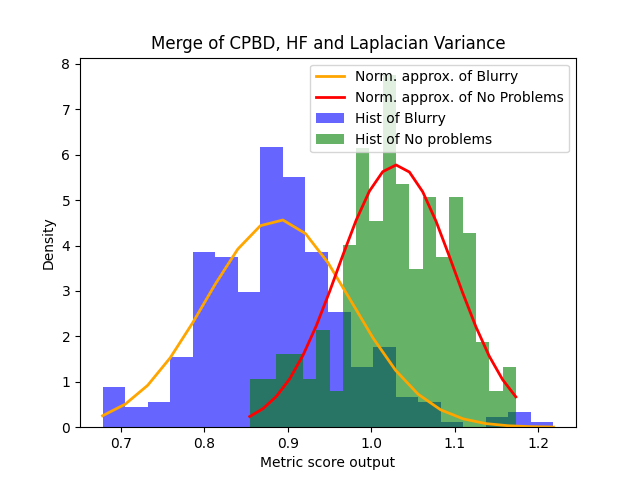 Merge of CPBD, HF and Laplacian Variance
8
7
6
5
4
3
2
1
0
Density
Norm. approx. of Blurry
Norm. approx. of No Problems
Hist of Blurry
Hist of No problems
0.7 0.8 0.9 1.0 1.1 1.2
Metric score output